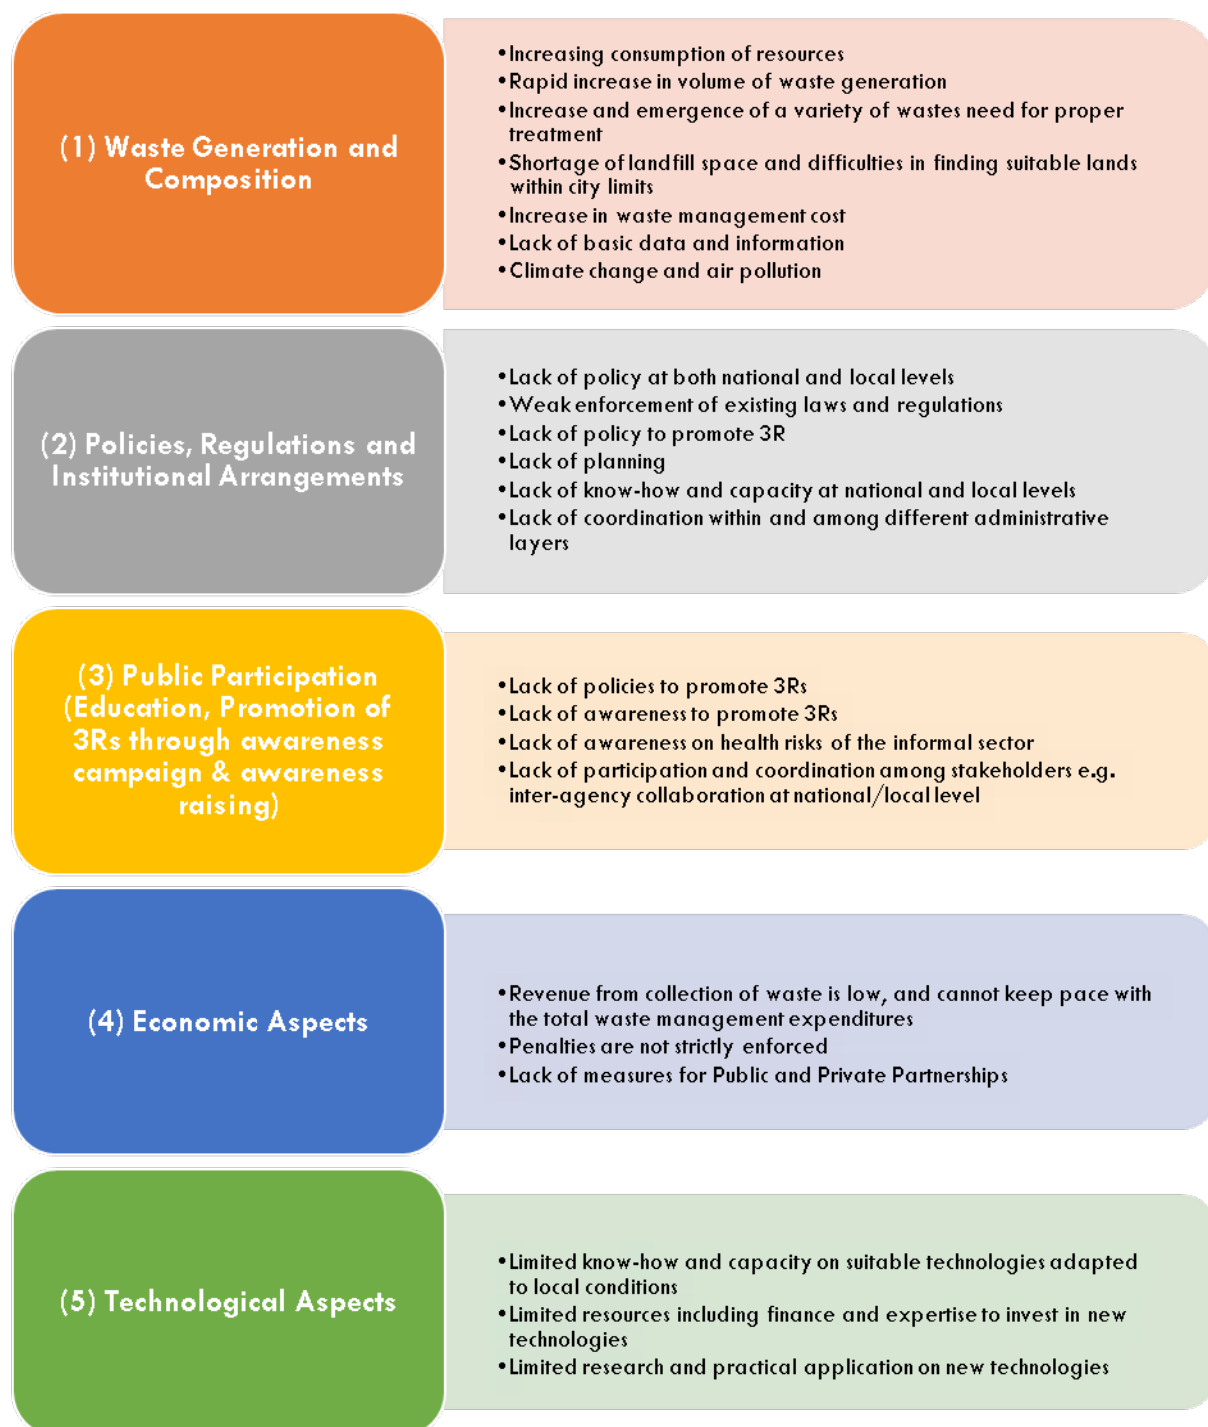 (1) Waste Generation and
Composition
•Increasing consumption of resources
•Rapid increase in volume of waste generation
•Increase and emergence of a variety of wastes need for proper
treatment
•Shortage of landfill space and difficulties in finding suitable lands
within city limits
•Increase in waste management cost
•Lack of basic data and information
•Climate change and air pollution
(2) Policies, Regulations and
Institutional Arrangements
•Lack of policy at both national and local levels
•Weak enforcement of existing laws and regulations
•Lack of policy to promote 3R
•Lack of planning
•Lack of know-how and capacity at national and local levels
•Lack of coordination within and among different administrative
layers
(3) Public Participation
(Education, Promotion of
3Rs through awareness
campaign & awareness
raising)
•Lack of policies to promote 3Rs
•Lack of awareness to promote 3Rs
•Lack of awareness on health risks of the informal sector
•Lack of participation and coordination among stakeholders e.g.
inter-agency collaboration at national/local level
(4) Economic Aspects
•Revenue from collection of waste is low, and cannot keep pace with
the total waste management expenditures
•Penalties are not strictly enforced
•Lack of measures for Public and Private Partnerships
(5) Technological Aspects
•Limited know-how and capacity on suitable technologies adapted
to local conditions
•Limited resources including finance and expertise to invest in new
technologies
•Limited research and practical application on new technologies